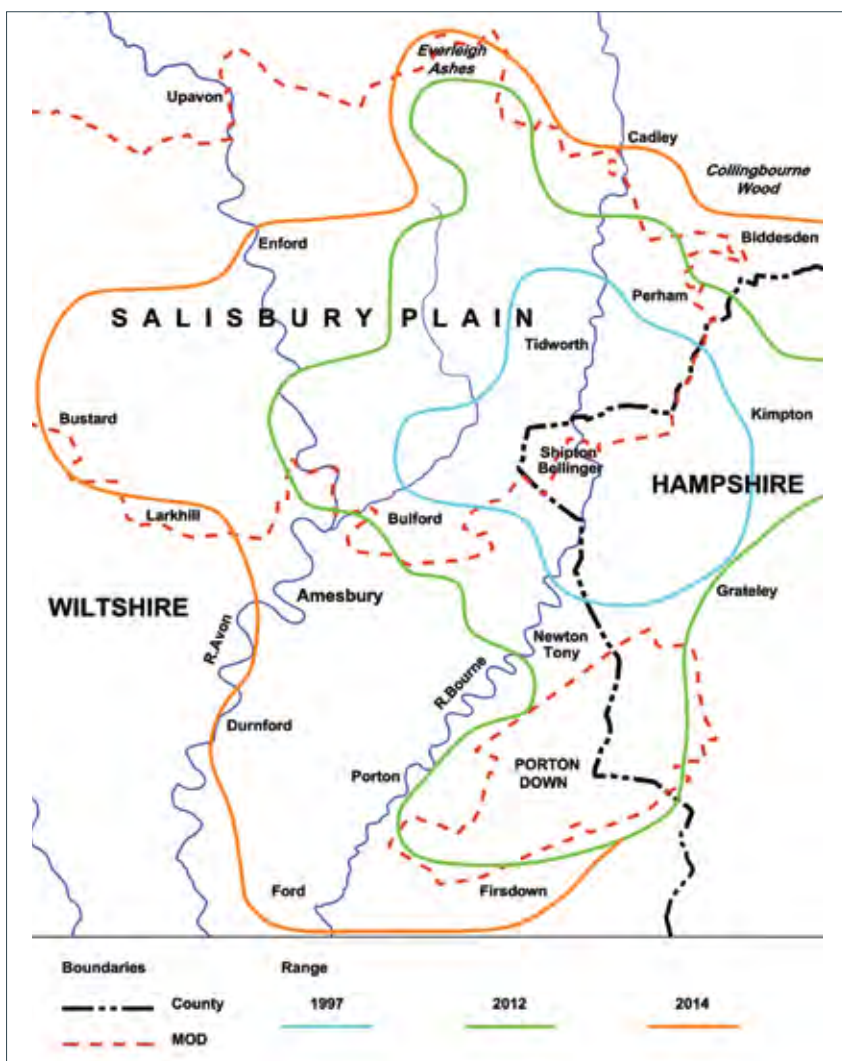 Everleigh
Ashes
Upavon
Cadley
Collingbourne
Wood
Enford
Biddesden
Perham
SALISBURY PLAIN
Tidworth
Bustard
Kimpton
Shipton
Bellinger
HAMPSHIRE
Larkhill
Bulford
WILTSHIRE
Amesbury
Grateley
R.Avon
Newton
Tony
R.Bourne
Durnford
Porton
PORTON
DOWN
Ford
Firsdown
Boundaries
Range
County
1997
2012
2014
MOD